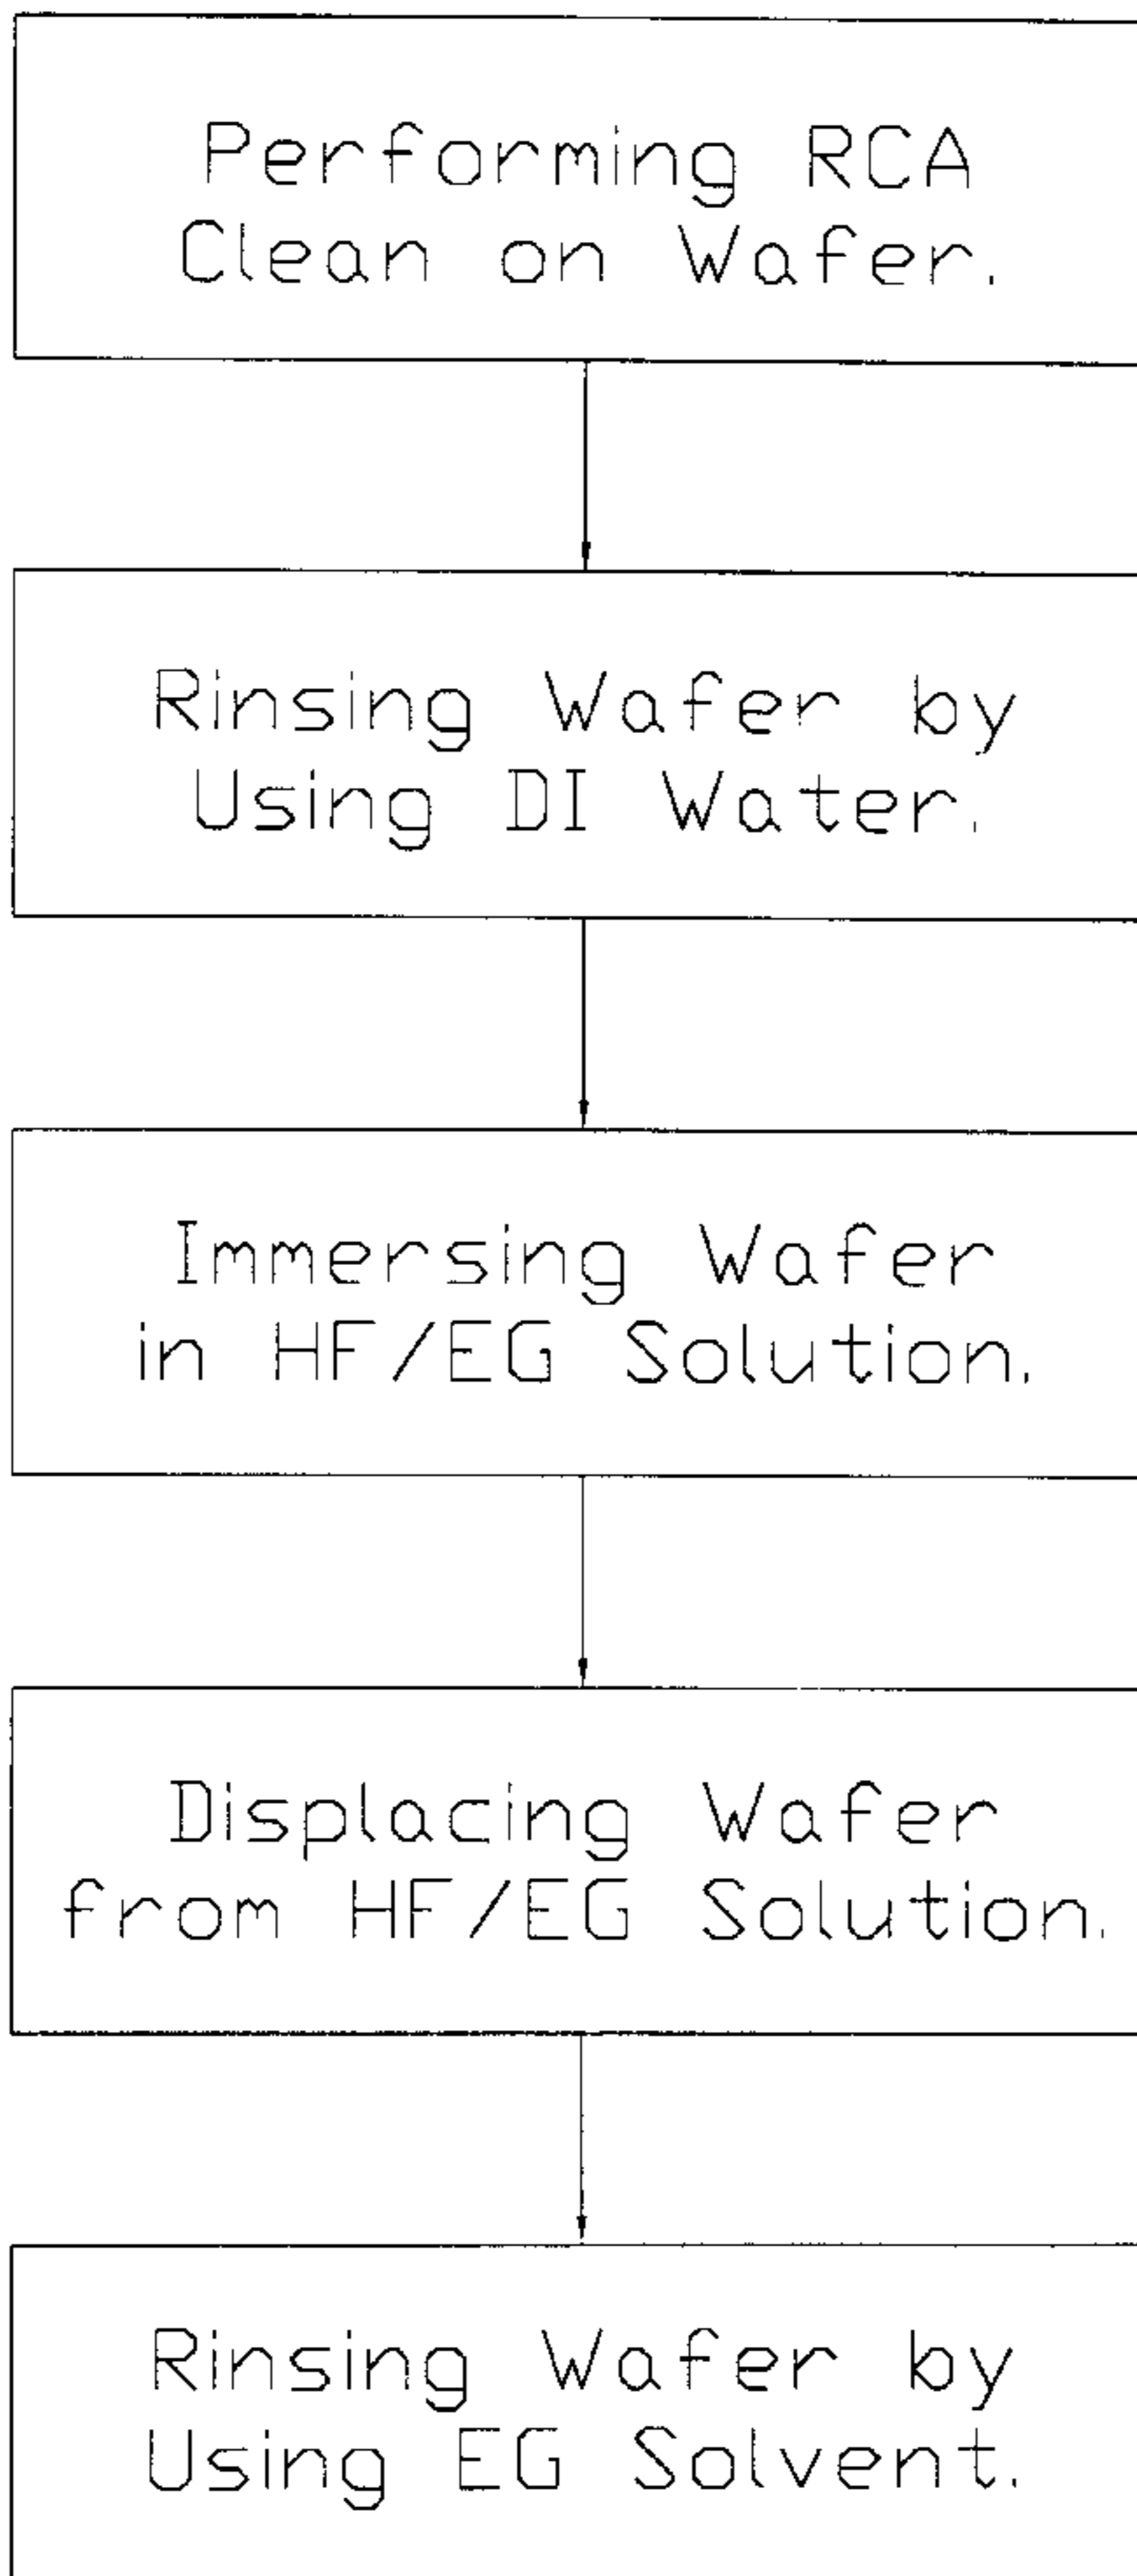 Performing RCA
Clean on Wafer.
Rinsing Wafer by
Using DI Water.
Immersing Wafer
in HF/EG Solution.
Displacing Wafer
from HF/EG Solution.
Rinsing Wafer by
Using EG Solvent.